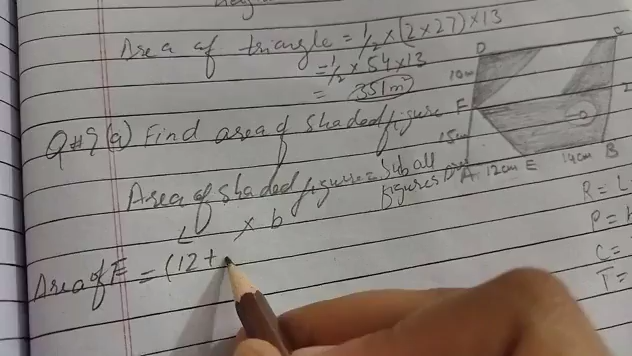 Area of triangle = 1/2 × (2×27) × 13
= 1/2 × 54 × 13
= 351m²
Q#9 (a) Find area of shaded figure
D
C
10cm
F
15cm
A 12cm E 14cm B
Area of shaded figure = Sub all
figures
L × b
Area of F = (12 +
R = L
P =
C =
T =